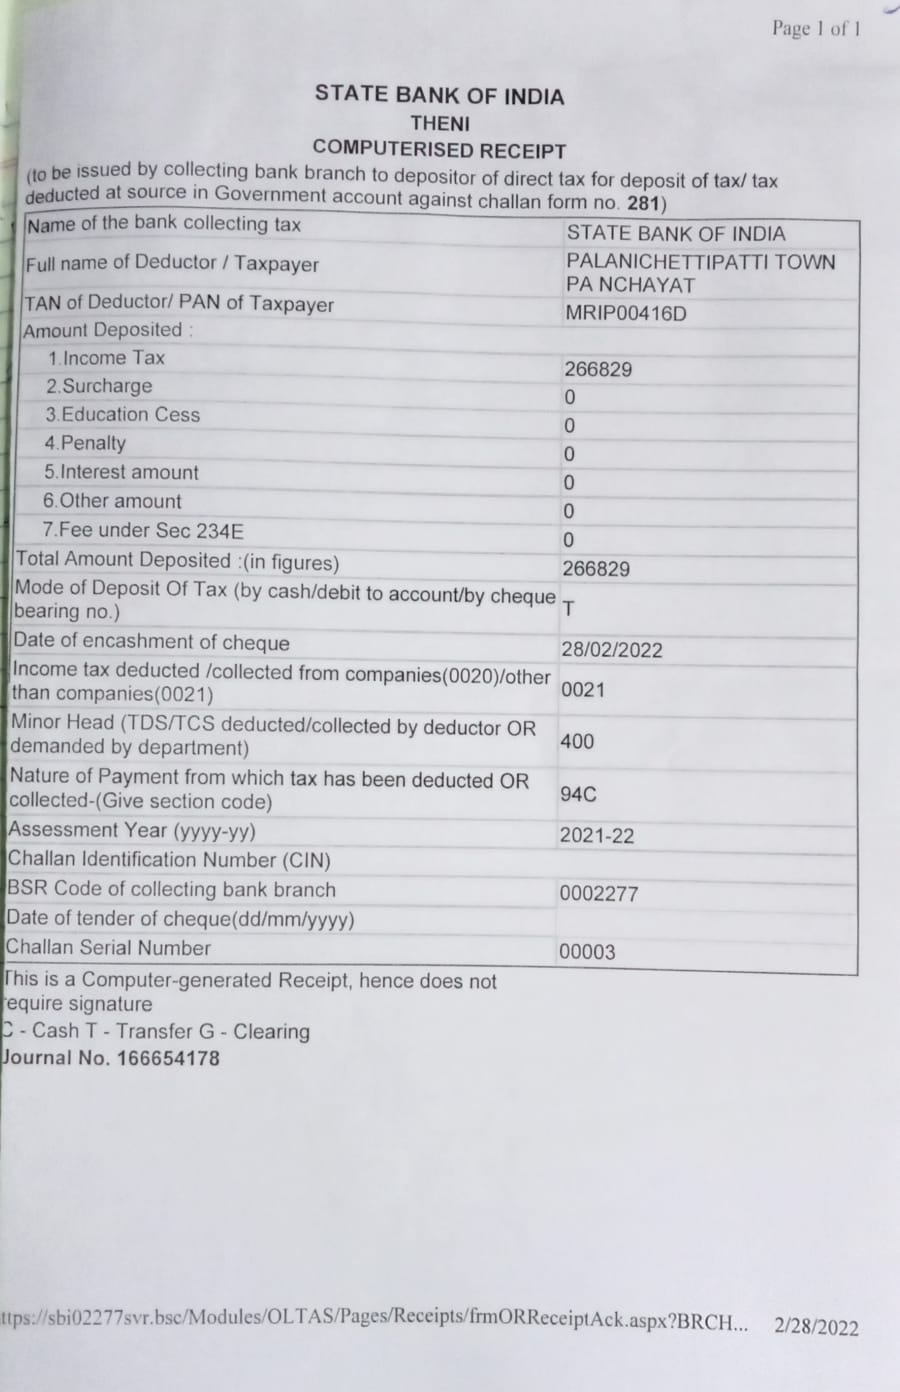 Page 1 of 1
STATE BANK OF INDIA
THENI
COMPUTERISED RECEIPT
(to be issued by collecting bank branch to depositor of direct tax for deposit of tax/ tax
deducted at source in Government account against challan form no. 281)
Name of the bank collecting tax STATE BANK OF INDIA
Full name of Deductor / Taxpayer PALANICHETTIPATTI TOWN
PA NCHAYAT
TAN of Deductor/ PAN of Taxpayer MRIP00416D
Amount Deposited :
1.Income Tax 266829
2.Surcharge 0
3.Education Cess 0
4.Penalty 0
5.Interest amount 0
6.Other amount 0
7.Fee under Sec 234E 0
Total Amount Deposited :(in figures) 266829
Mode of Deposit Of Tax (by cash/debit to account/by cheque
bearing no.) T
Date of encashment of cheque 28/02/2022
Income tax deducted /collected from companies(0020)/other
than companies(0021) 0021
Minor Head (TDS/TCS deducted/collected by deductor OR
demanded by department) 400
Nature of Payment from which tax has been deducted OR
collected-(Give section code) 94C
Assessment Year (yyyy-yy) 2021-22
Challan Identification Number (CIN)
BSR Code of collecting bank branch 0002277
Date of tender of cheque(dd/mm/yyyy)
Challan Serial Number 00003
This is a Computer-generated Receipt, hence does not
equire signature
C - Cash T - Transfer G - Clearing
Journal No. 166654178
ttps://sbi02277svr.bsc/Modules/OLTAS/Pages/Receipts/frmORReceiptAck.aspx?BRCH... 2/28/2022